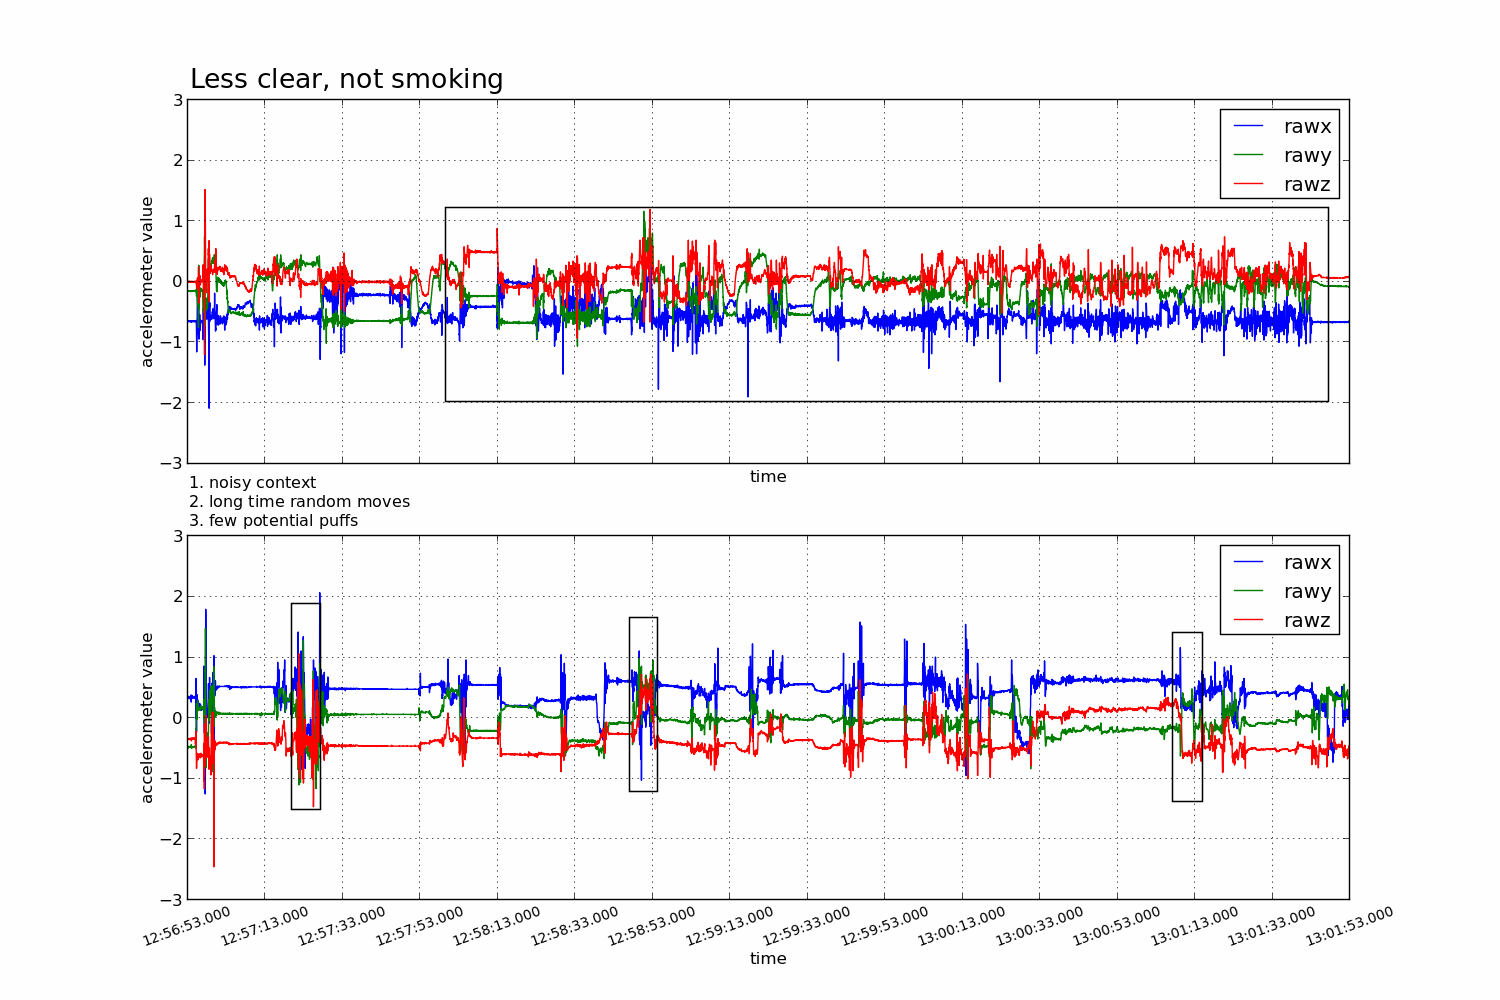 Less clear, not smoking
3
2
1
0
−1
−2
−3
accelerometer value
rawx
rawy
rawz
time
1. noisy context
2. long time random moves
3. few potential puffs
3
2
1
0
−1
−2
−3
accelerometer value
rawx
rawy
rawz
12:56:53.000
12:57:13.000
12:57:33.000
12:57:53.000
12:58:13.000
12:58:33.000
12:58:53.000
12:59:13.000
12:59:33.000
12:59:53.000
13:00:13.000
13:00:33.000
13:00:53.000
13:01:13.000
13:01:33.000
13:01:53.000
time